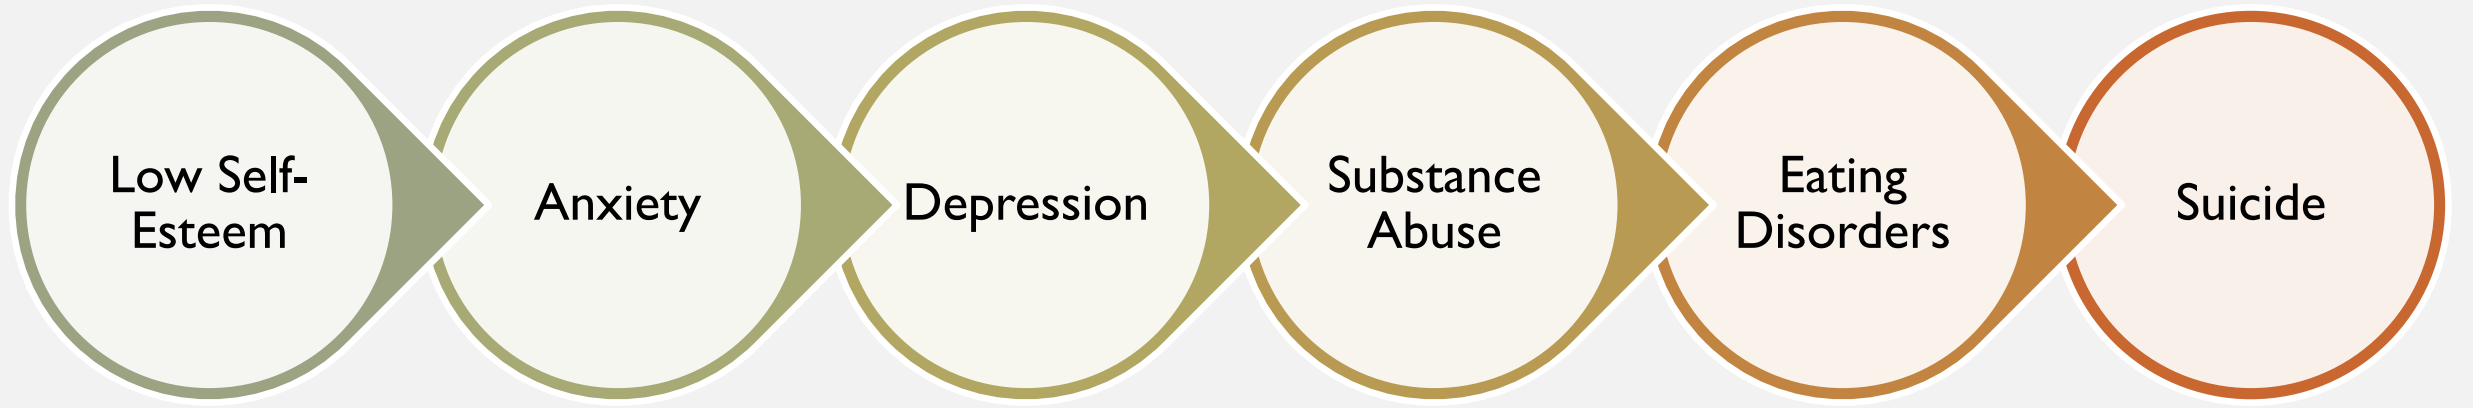 Low Self-
Esteem
Anxiety
Depression
Substance
Abuse
Eating
Disorders
Suicide